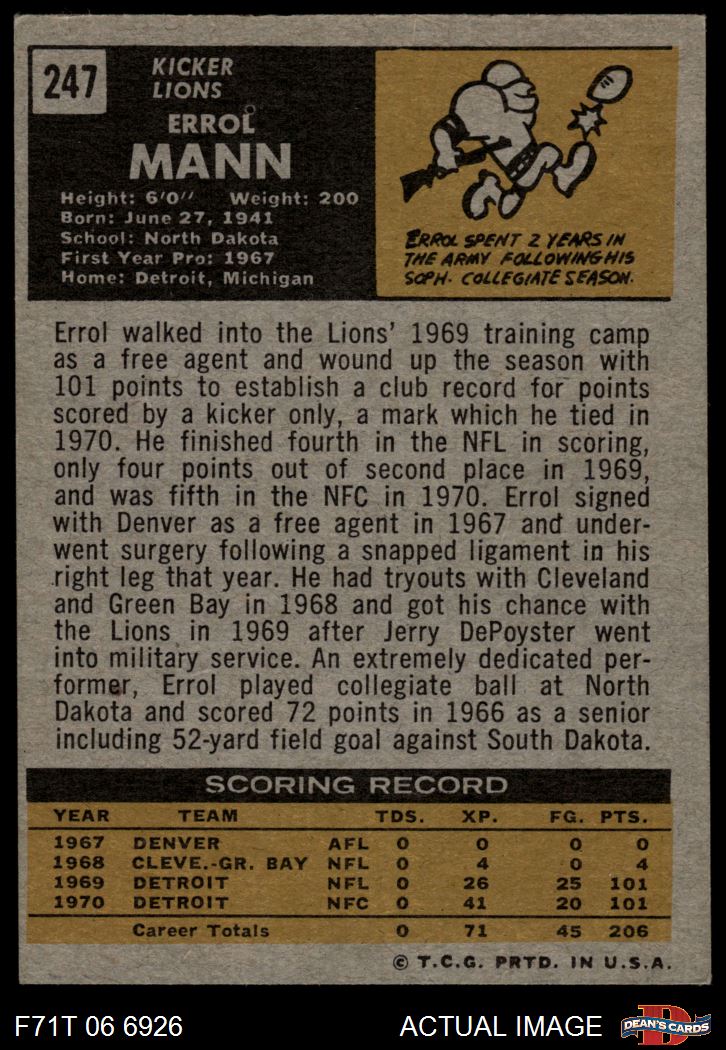 247
KICKER
LIONS
ERROL
MANN
Height: 6'0" Weight: 200
Born: June 27, 1941
School: North Dakota
First Year Pro: 1967
Home: Detroit, Michigan
ERROL SPENT 2 YEARS IN
THE ARMY FOLLOWING HIS
SOPH. COLLEGIATE SEASON.
Errol walked into the Lions' 1969 training camp
as a free agent and wound up the season with
101 points to establish a club record for points
scored by a kicker only, a mark which he tied in
1970. He finished fourth in the NFL in scoring,
only four points out of second place in 1969,
and was fifth in the NFC in 1970. Errol signed
with Denver as a free agent in 1967 and under-
went surgery following a snapped ligament in his
right leg that year. He had tryouts with Cleveland
and Green Bay in 1968 and got his chance with
the Lions in 1969 after Jerry DePoyster went
into military service. An extremely dedicated per-
former, Errol played collegiate ball at North
Dakota and scored 72 points in 1966 as a senior
including 52-yard field goal against South Dakota.
SCORING RECORD
YEAR TEAM TDS. XP. FG. PTS.
1967 DENVER AFL 0 0 0 0
1968 CLEVE.-GR. BAY NFL 0 4 0 4
1969 DETROIT NFL 0 26 25 101
1970 DETROIT NFC 0 41 20 101
Career Totals 0 71 45 206
© T.C.G. PRTD. IN U.S.A.
F71T 06 6926 ACTUAL IMAGE
D
DEAN'S CARDS